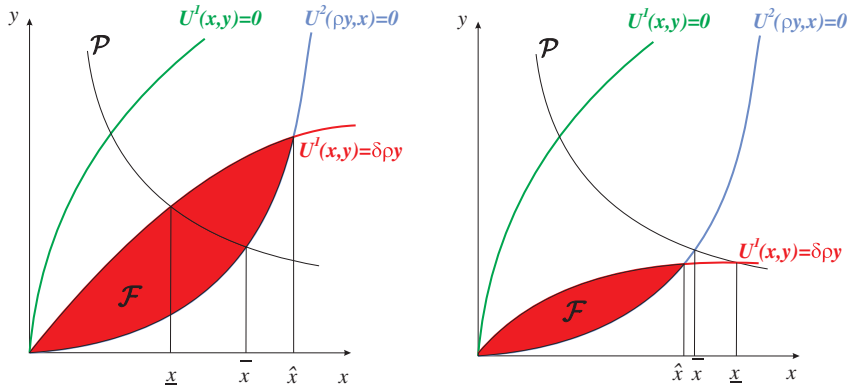 y
U¹(x,y)=0
U²(ρy,x)=0
𝒫
U¹(x,y)=δρy
ℱ
x̲
x̄
x̂
x
y
U¹(x,y)=0
U²(ρy,x)=0
𝒫
U¹(x,y)=δρy
ℱ
x̂
x̄
x̲
x